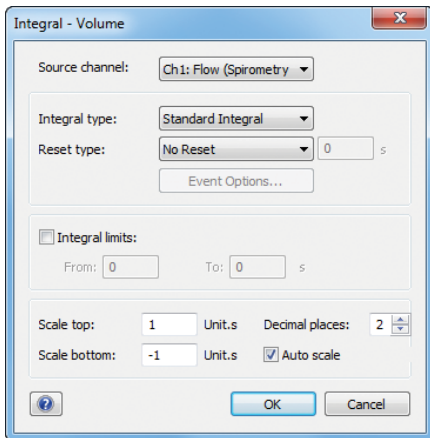 Integral - Volume
Source channel: Ch1: Flow (Spirometry
Integral type: Standard Integral
Reset type: No Reset 0 s
Event Options...
Integral limits:
From: 0 To: 0 s
Scale top: 1 Unit.s Decimal places: 2
Scale bottom: -1 Unit.s Auto scale
? OK Cancel